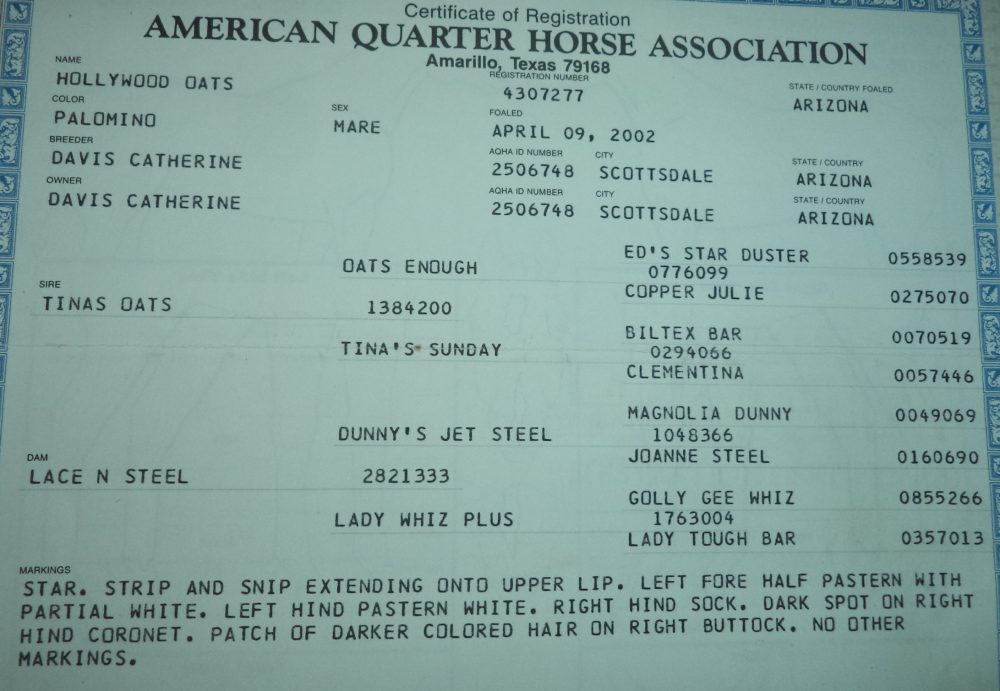 Certificate of Registration
AMERICAN QUARTER HORSE ASSOCIATION
Amarillo, Texas 79168
NAME
HOLLYWOOD OATS
REGISTRATION NUMBER
4307277
STATE / COUNTRY FOALED
ARIZONA
COLOR
PALOMINO
SEX
MARE
FOALED
APRIL 09, 2002
BREEDER
DAVIS CATHERINE
AQHA ID NUMBER
2506748
CITY
SCOTTSDALE
STATE / COUNTRY
ARIZONA
OWNER
DAVIS CATHERINE
AQHA ID NUMBER
2506748
CITY
SCOTTSDALE
STATE / COUNTRY
ARIZONA
SIRE
TINAS OATS
1384200
OATS ENOUGH
0776099
ED'S STAR DUSTER 0558539
COPPER JULIE 0275070
TINA'S SUNDAY
0294066
BILTEX BAR 0070519
CLEMENTINA 0057446
DAM
LACE N STEEL
2821333
DUNNY'S JET STEEL
1048366
MAGNOLIA DUNNY 0049069
JOANNE STEEL 0160690
LADY WHIZ PLUS
1763004
GOLLY GEE WHIZ 0855266
LADY TOUGH BAR 0357013
MARKINGS
STAR. STRIP AND SNIP EXTENDING ONTO UPPER LIP. LEFT FORE HALF PASTERN WITH
PARTIAL WHITE. LEFT HIND PASTERN WHITE. RIGHT HIND SOCK. DARK SPOT ON RIGHT
HIND CORONET. PATCH OF DARKER COLORED HAIR ON RIGHT BUTTOCK. NO OTHER
MARKINGS.